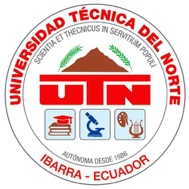 UNIVERSIDAD TÉCNICA DEL NORTE
SCIENTIA ET THECNICUS IN SERVITIUM POPULI
UTN
AUTÓNOMA DESDE 1986
IBARRA - ECUADOR